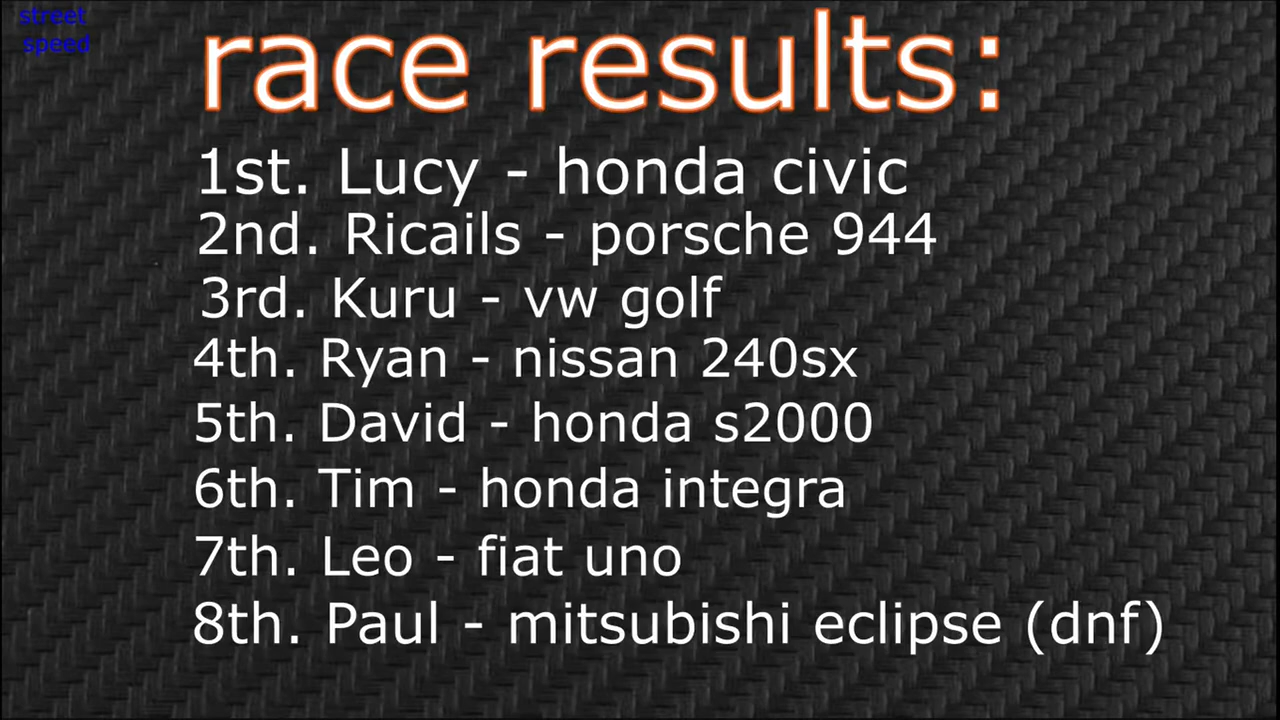 street
speed
race results:
1st. Lucy - honda civic
2nd. Ricails - porsche 944
3rd. Kuru - vw golf
4th. Ryan - nissan 240sx
5th. David - honda s2000
6th. Tim - honda integra
7th. Leo - fiat uno
8th. Paul - mitsubishi eclipse (dnf)